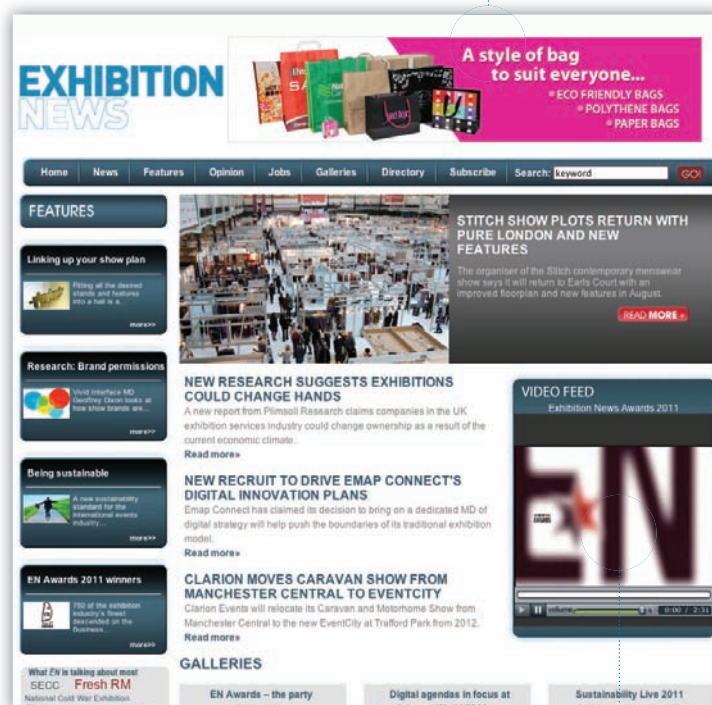 EXHIBITION
NEWS
A style of bag
to suit everyone...
ECO FRIENDLY BAGS
POLYTHENE BAGS
PAPER BAGS
Home News Features Opinion Jobs Galleries Directory Subscribe Search: keyword GO!
FEATURES
Linking up your show plan
Fitting all the desired
stands and features
into a hall is a...
more>>
Research: Brand permissions
Vivid Interface MD
Geoffrey Dixon looks at
how show brands are...
more>>
Being sustainable
A new sustainability
standard for the
international events
industry...
more>>
EN Awards 2011 winners
750 of the exhibition
industry's finest
descended on the
Business...
more>>
What EN is talking about most
SECC Fresh RM
National Cold War Exhibition
STITCH SHOW PLOTS RETURN WITH
PURE LONDON AND NEW
FEATURES
The organiser of the Stitch contemporary menswear
show says it will return to Earls Court with an
improved floorplan and new features in August.
READ MORE »
NEW RESEARCH SUGGESTS EXHIBITIONS
COULD CHANGE HANDS
A new report from Plimsoll Research claims companies in the UK
exhibition services industry could change ownership as a result of the
current economic climate.
Read more»
NEW RECRUIT TO DRIVE EMAP CONNECT'S
DIGITAL INNOVATION PLANS
Emap Connect has claimed its decision to bring on a dedicated MD of
digital strategy will help push the boundaries of its traditional exhibition
model.
Read more»
CLARION MOVES CARAVAN SHOW FROM
MANCHESTER CENTRAL TO EVENTCITY
Clarion Events will relocate its Caravan and Motorhome Show from
Manchester Central to the new EventCity at Trafford Park from 2012.
Read more»
VIDEO FEED
Exhibition News Awards 2011
EN
volume
0:00 / 2:31
GALLERIES
EN Awards – the party
Digital agendas in focus at
Sustainability Live 2011